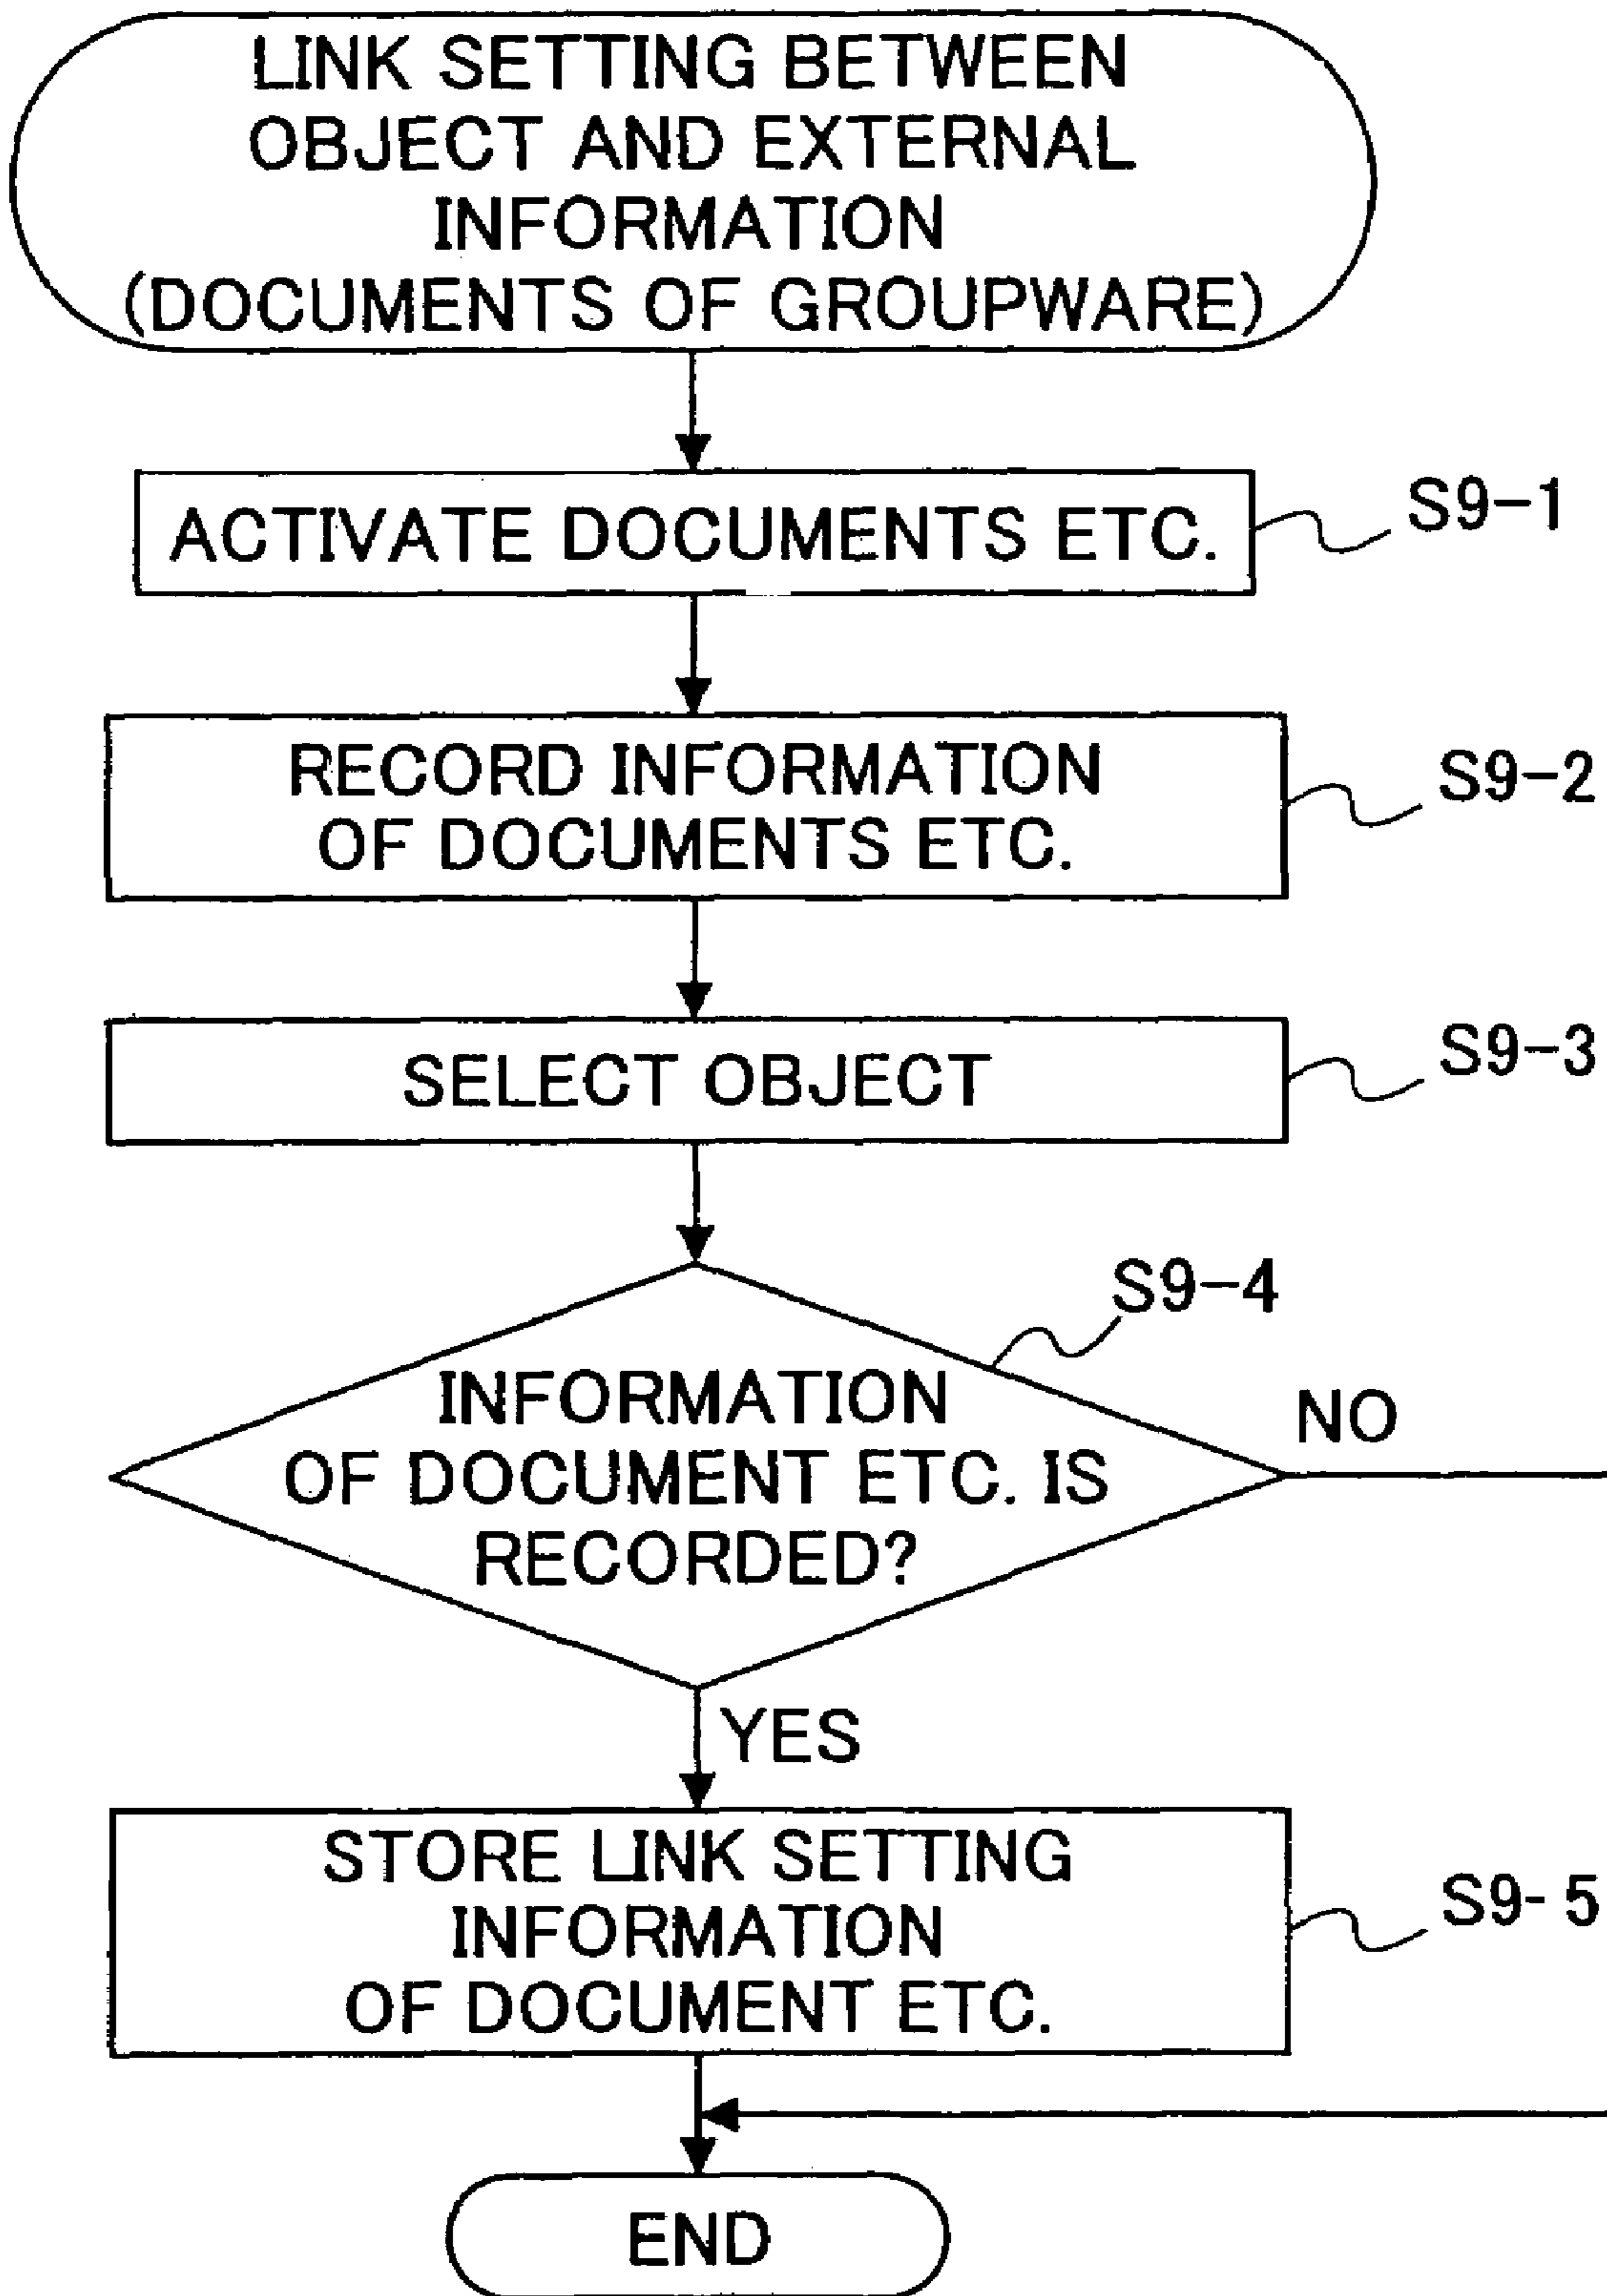 LINK SETTING BETWEEN
OBJECT AND EXTERNAL
INFORMATION
(DOCUMENTS OF GROUPWARE)
ACTIVATE DOCUMENTS ETC.
S9-1
RECORD INFORMATION
OF DOCUMENTS ETC.
S9-2
SELECT OBJECT
S9-3
S9-4
INFORMATION
OF DOCUMENT ETC. IS
RECORDED?
NO
YES
STORE LINK SETTING
INFORMATION
OF DOCUMENT ETC.
S9-5
END